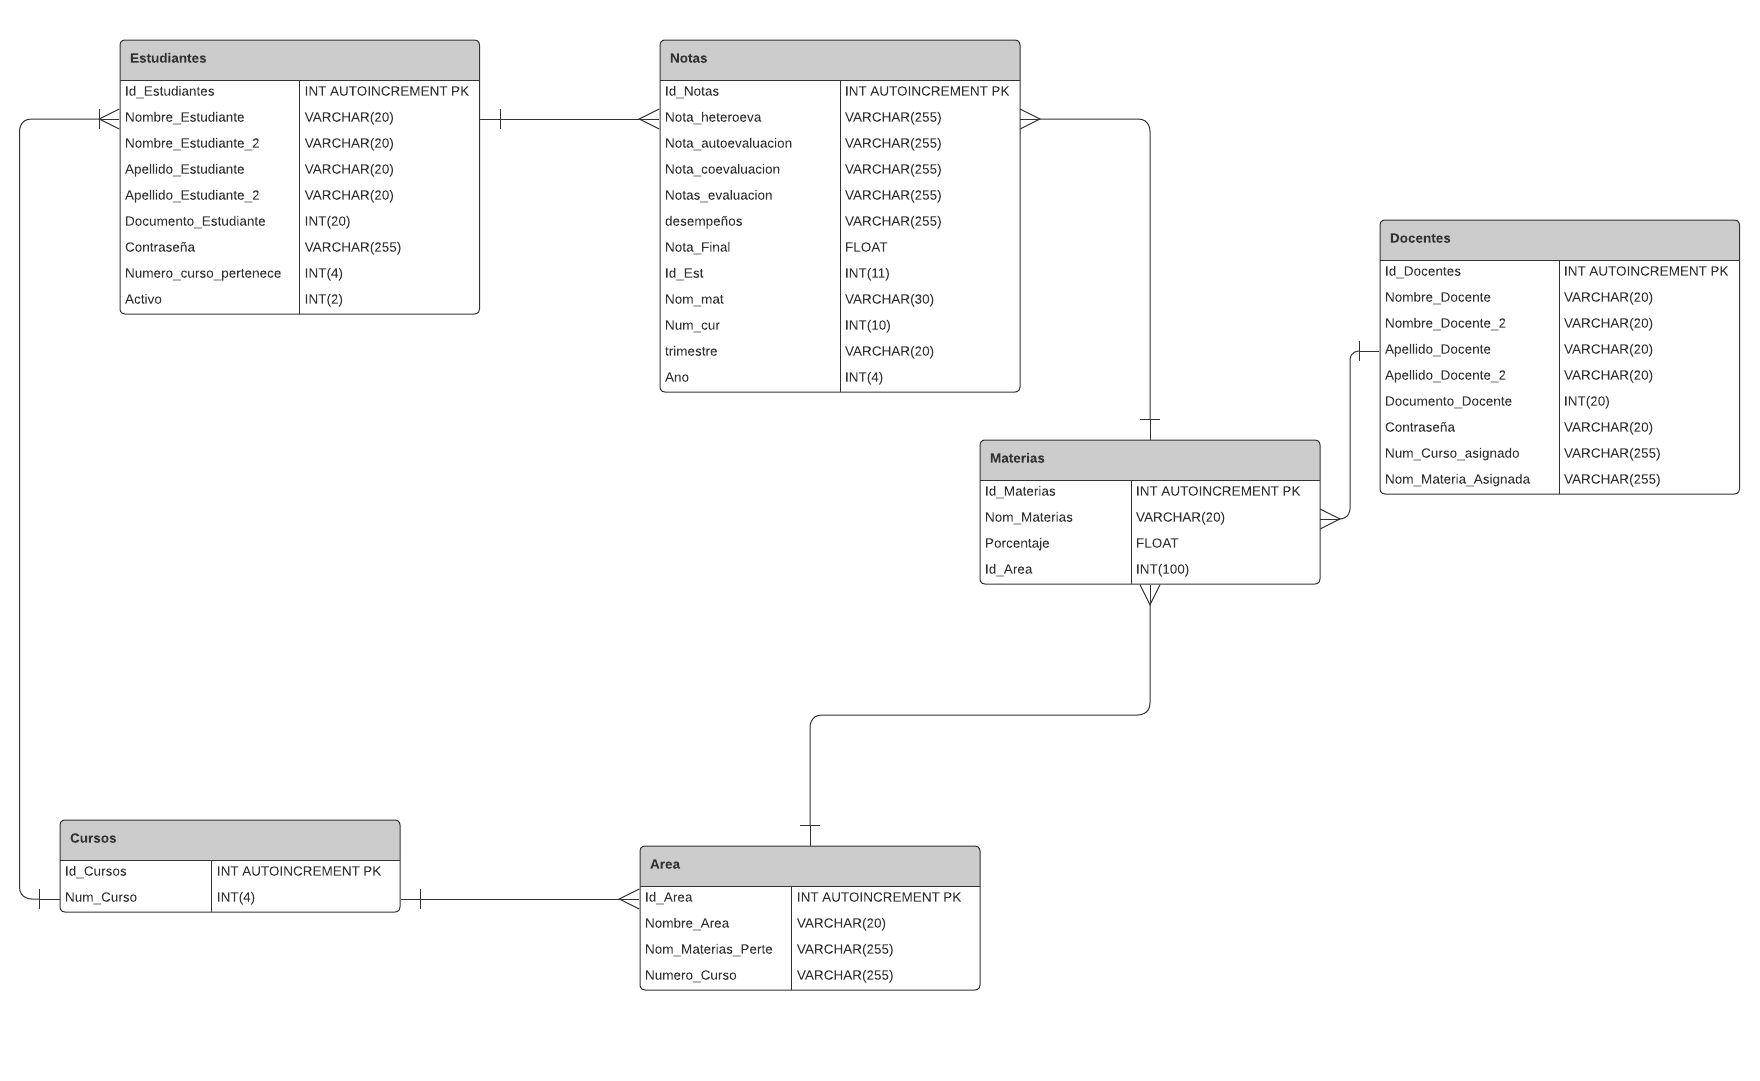 Estudiantes
Id_Estudiantes INT AUTOINCREMENT PK
Nombre_Estudiante VARCHAR(20)
Nombre_Estudiante_2 VARCHAR(20)
Apellido_Estudiante VARCHAR(20)
Apellido_Estudiante_2 VARCHAR(20)
Documento_Estudiante INT(20)
Contraseña VARCHAR(255)
Numero_curso_pertenece INT(4)
Activo INT(2)
Notas
Id_Notas INT AUTOINCREMENT PK
Nota_heteroeva VARCHAR(255)
Nota_autoevaluacion VARCHAR(255)
Nota_coevaluacion VARCHAR(255)
Notas_evaluacion VARCHAR(255)
desempeños VARCHAR(255)
Nota_Final FLOAT
Id_Est INT(11)
Nom_mat VARCHAR(30)
Num_cur INT(10)
trimestre VARCHAR(20)
Ano INT(4)
Docentes
Id_Docentes INT AUTOINCREMENT PK
Nombre_Docente VARCHAR(20)
Nombre_Docente_2 VARCHAR(20)
Apellido_Docente VARCHAR(20)
Apellido_Docente_2 VARCHAR(20)
Documento_Docente INT(20)
Contraseña VARCHAR(20)
Num_Curso_asignado VARCHAR(255)
Nom_Materia_Asignada VARCHAR(255)
Materias
Id_Materias INT AUTOINCREMENT PK
Nom_Materias VARCHAR(20)
Porcentaje FLOAT
Id_Area INT(100)
Cursos
Id_Cursos INT AUTOINCREMENT PK
Num_Curso INT(4)
Area
Id_Area INT AUTOINCREMENT PK
Nombre_Area VARCHAR(20)
Nom_Materias_Perte VARCHAR(255)
Numero_Curso VARCHAR(255)